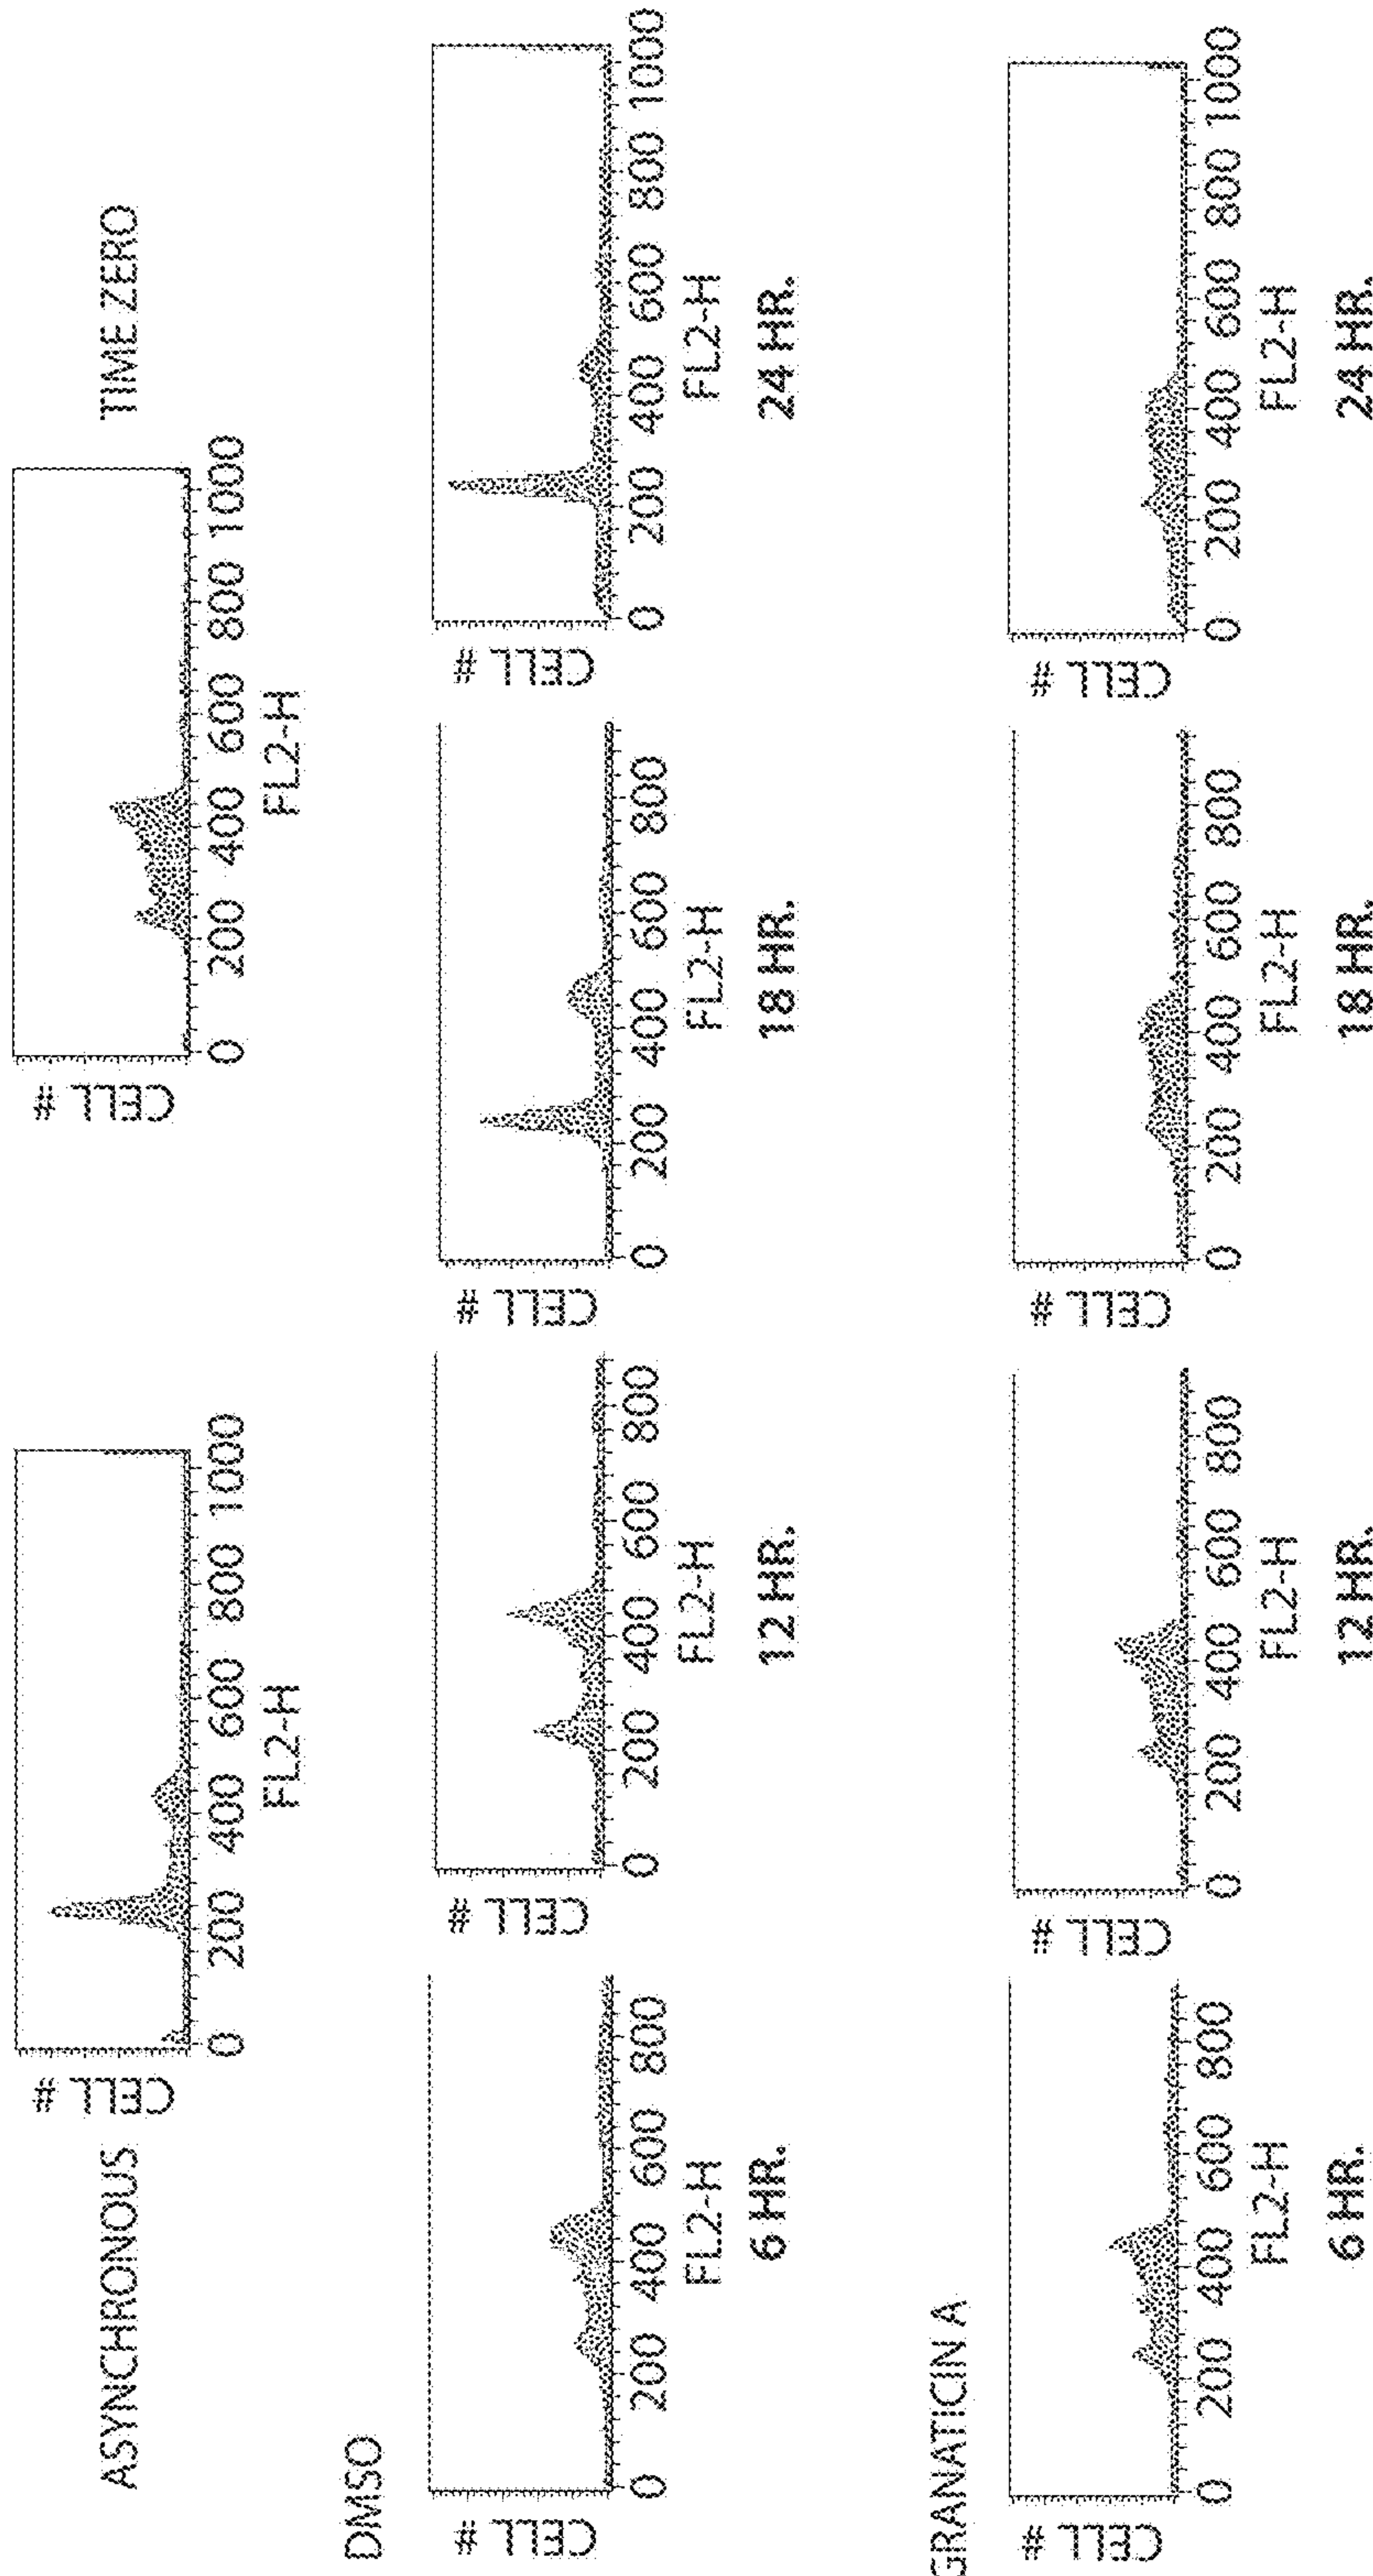 ASYNCHRONOUS
CELL #
0 200 400 600 800 1000
FL2-H
CELL #
0 200 400 600 800 1000
FL2-H
TIME ZERO
DMSO
CELL #
0 200 400 600 800
FL2-H
6 HR.
CELL #
0 200 400 600 800
FL2-H
12 HR.
CELL #
0 200 400 600 800
FL2-H
18 HR.
CELL #
0 200 400 600 800 1000
FL2-H
24 HR.
GRANATICIN A
CELL #
0 200 400 600 800
FL2-H
6 HR.
CELL #
0 200 400 600 800
FL2-H
12 HR.
CELL #
0 200 400 600 800
FL2-H
18 HR.
CELL #
0 200 400 600 800 1000
FL2-H
24 HR.